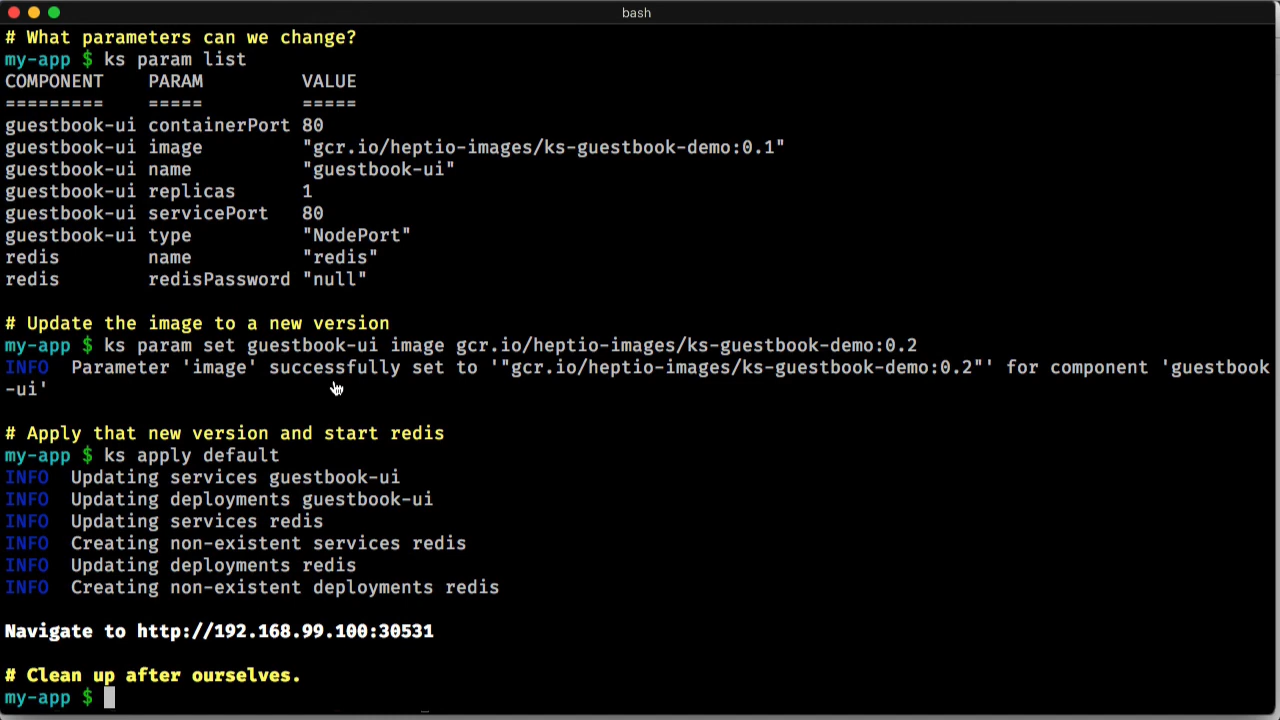 bash
# What parameters can we change?
my-app $ ks param list
COMPONENT    PARAM         VALUE
=========    =====         =====
guestbook-ui containerPort 80
guestbook-ui image         "gcr.io/heptio-images/ks-guestbook-demo:0.1"
guestbook-ui name          "guestbook-ui"
guestbook-ui replicas      1
guestbook-ui servicePort   80
guestbook-ui type          "NodePort"
redis        name          "redis"
redis        redisPassword "null"
# Update the image to a new version
my-app $ ks param set guestbook-ui image gcr.io/heptio-images/ks-guestbook-demo:0.2
INFO  Parameter 'image' successfully set to '"gcr.io/heptio-images/ks-guestbook-demo:0.2"' for component 'guestbook
-ui'
# Apply that new version and start redis
my-app $ ks apply default
INFO  Updating services guestbook-ui
INFO  Updating deployments guestbook-ui
INFO  Updating services redis
INFO  Creating non-existent services redis
INFO  Updating deployments redis
INFO  Creating non-existent deployments redis
Navigate to http://192.168.99.100:30531
# Clean up after ourselves.
my-app $